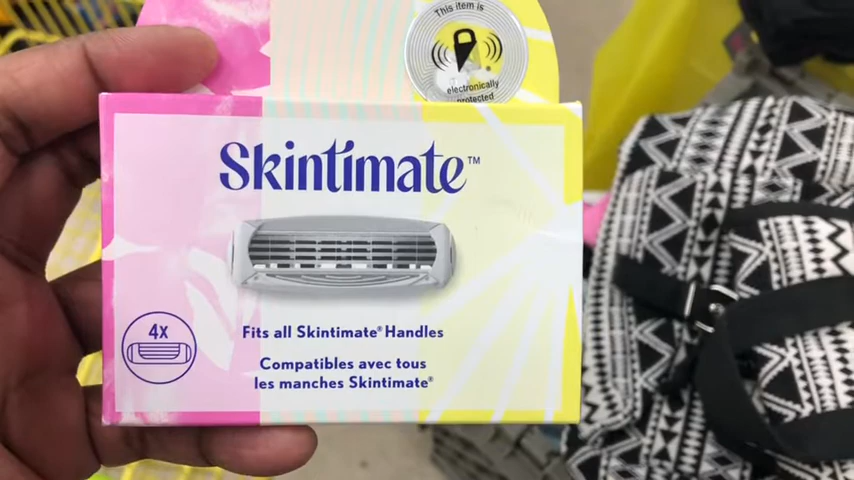 This item is
electronically
protected
Skintimate™
4x
Fits all Skintimate® Handles
Compatibles avec tous
les manches Skintimate®